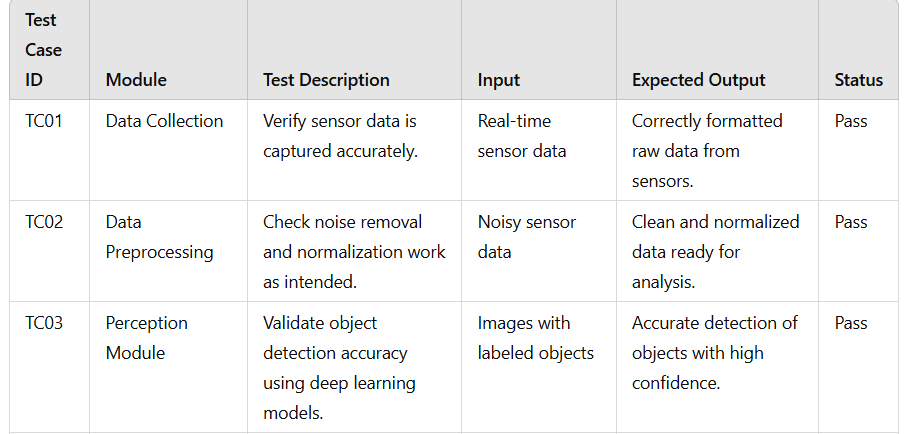 Test
Case
ID Module Test Description Input Expected Output Status
TC01 Data Collection Verify sensor data is Real-time Correctly formatted Pass
captured accurately. sensor data raw data from
sensors.
TC02 Data Check noise removal Noisy sensor Clean and normalized Pass
Preprocessing and normalization work data data ready for
as intended. analysis.
TC03 Perception Validate object Images with Accurate detection of Pass
Module detection accuracy labeled objects objects with high
using deep learning confidence.
models.